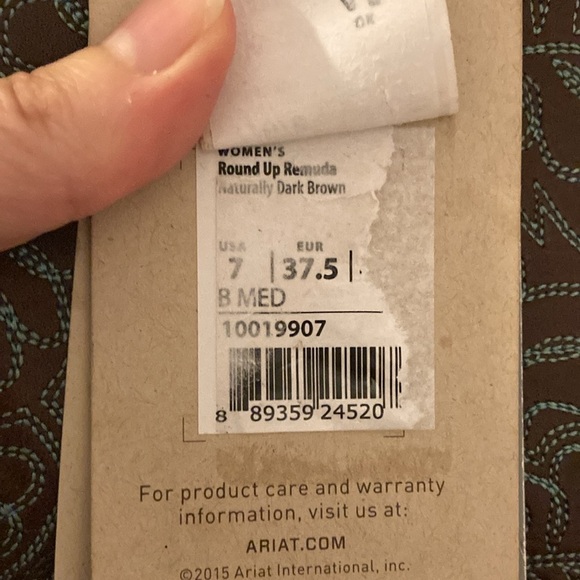 OK
WOMEN'S
Round Up Remuda
Naturally Dark Brown
USA EUR
7 | 37.5 |
B MED
10019907
8 89359 24520
For product care and warranty
information, visit us at:
ARIAT.COM
©2015 Ariat International, inc.